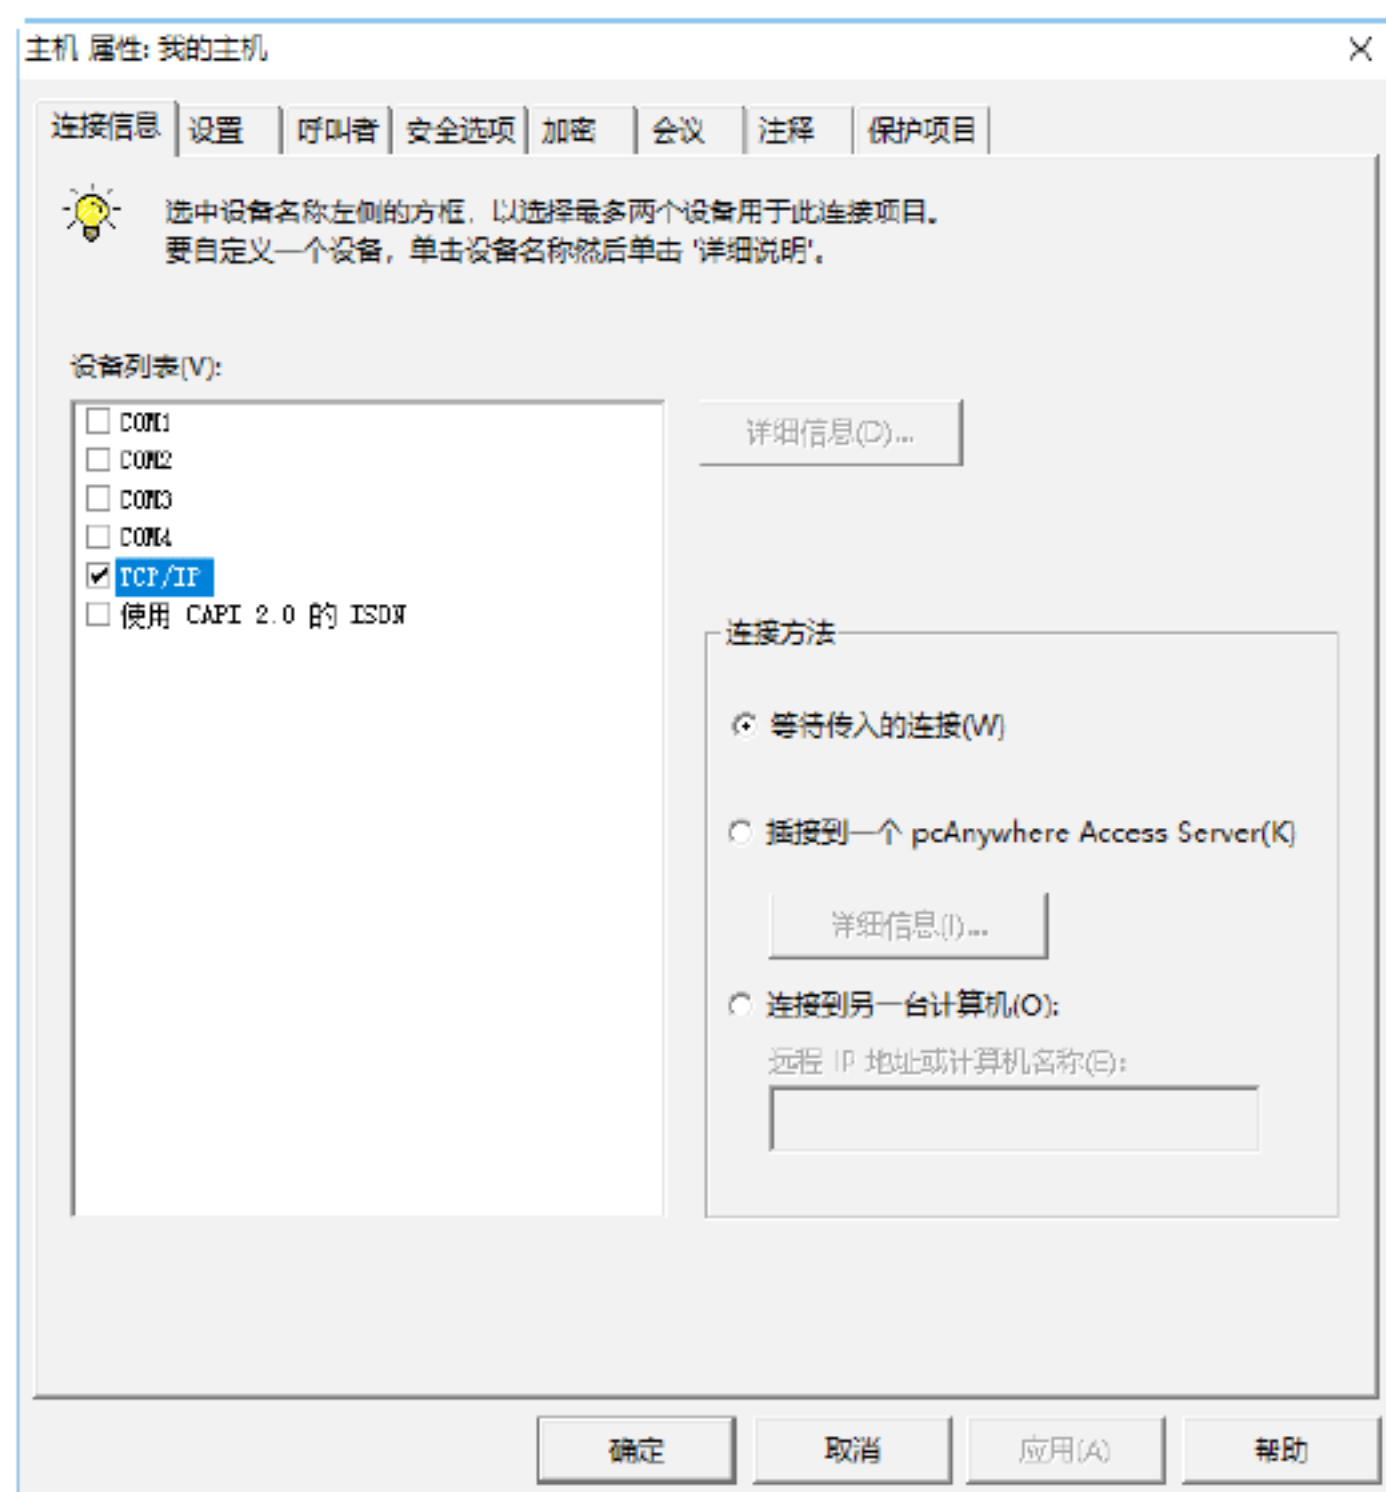 主机 属性: 我的主机
连接信息 设置 呼叫者 安全选项 加密 会议 注释 保护项目
选中设备名称左侧的方框，以选择最多两个设备用于此连接项目。
要自定义一个设备，单击设备名称然后单击 '详细说明'。
设备列表(V):
COM1
COM2
COM3
COM4
TCP/IP
使用 CAPI 2.0 的 ISDN
详细信息(D)...
连接方法
等待传入的连接(W)
插接到一个 pcAnywhere Access Server(K)
详细信息(I)...
连接到另一台计算机(O):
远程 IP 地址或计算机名称(E):
确定 取消 应用(A) 帮助